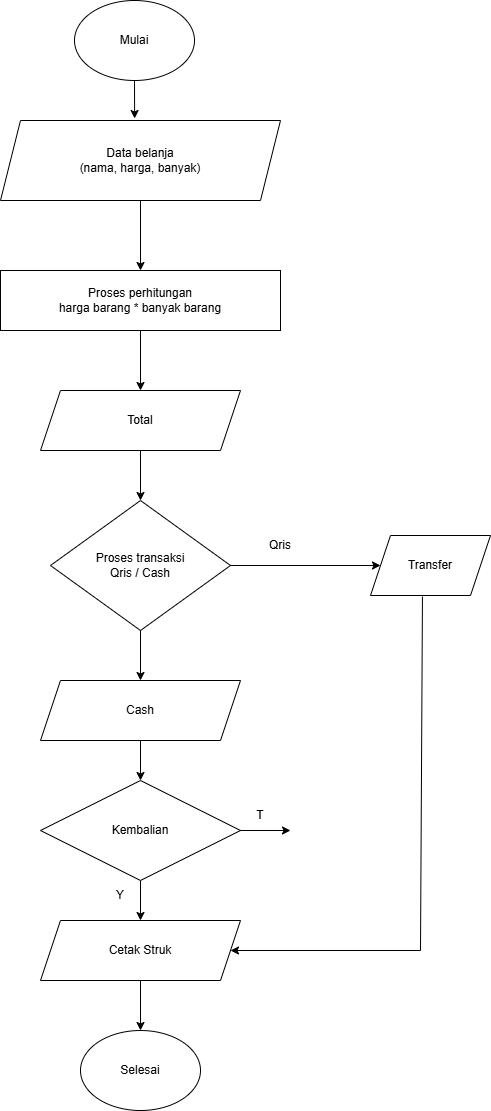 Mulai
Data belanja
(nama, harga, banyak)
Proses perhitungan
harga barang * banyak barang
Total
Proses transaksi
Qris / Cash
Qris
Transfer
Cash
Kembalian
T
Y
Cetak Struk
Selesai